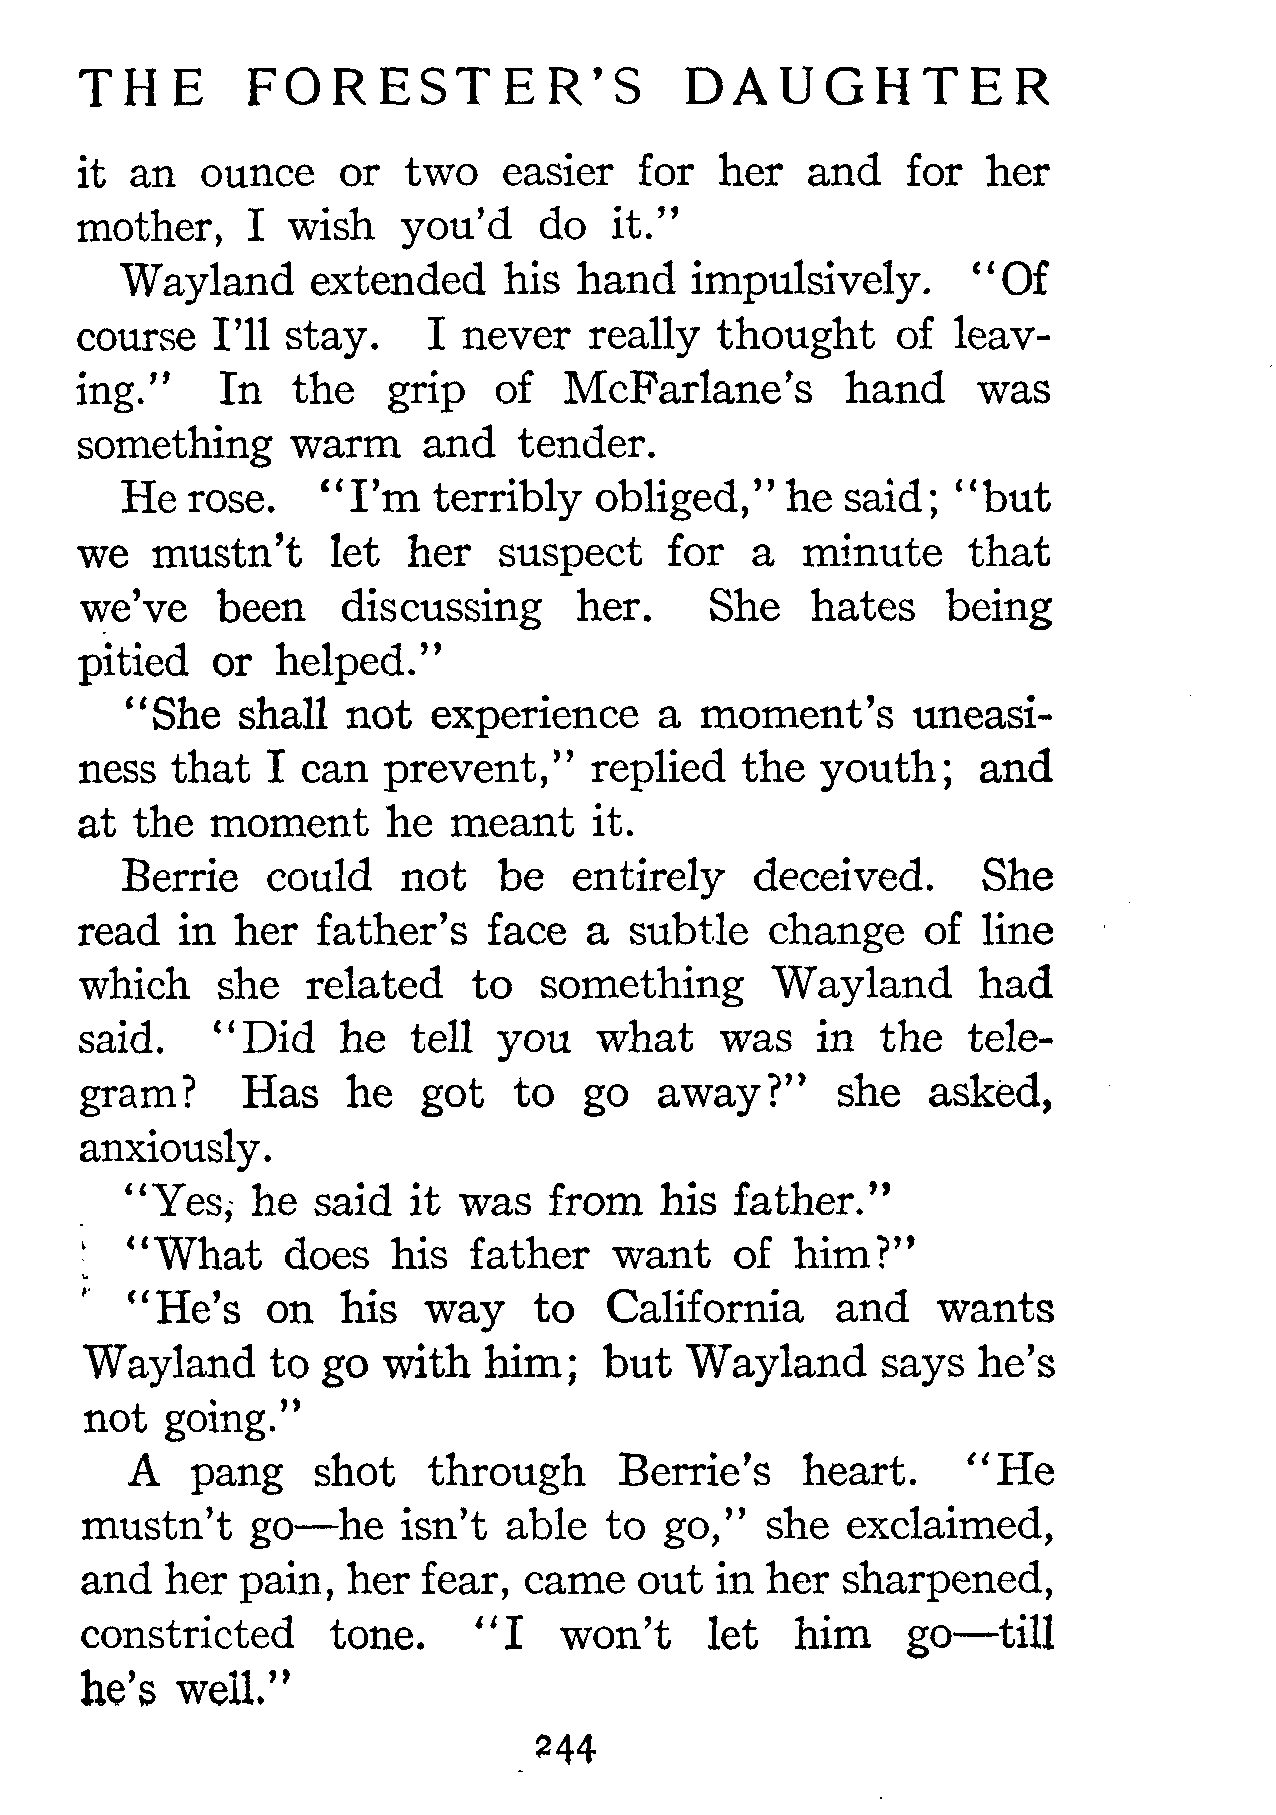 THE FORESTER'S DAUGHTER
it an ounce or two easier for her and for her
mother, I wish you'd do it."
Wayland extended his hand impulsively. "Of
course I'll stay. I never really thought of leav-
ing." In the grip of McFarlane's hand was
something warm and tender.
He rose. "I'm terribly obliged," he said; "but
we mustn't let her suspect for a minute that
we've been discussing her. She hates being
pitied or helped."
"She shall not experience a moment's uneasi-
ness that I can prevent," replied the youth; and
at the moment he meant it.
Berrie could not be entirely deceived. She
read in her father's face a subtle change of line
which she related to something Wayland had
said. "Did he tell you what was in the tele-
gram? Has he got to go away?" she asked,
anxiously.
"Yes, he said it was from his father."
"What does his father want of him?"
"He's on his way to California and wants
Wayland to go with him; but Wayland says he's
not going."
A pang shot through Berrie's heart. "He
mustn't go—he isn't able to go," she exclaimed,
and her pain, her fear, came out in her sharpened,
constricted tone. "I won't let him go—till
he's well."
244